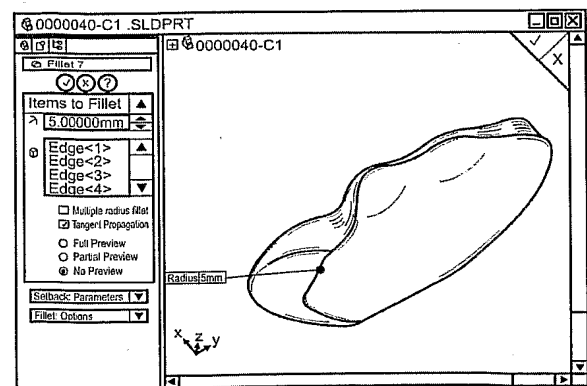 0000040-C1 .SLDPRT
0000040-C1
Fillet 7
Items to Fillet
5.00000mm
Edge<1>
Edge<2>
Edge<3>
Edge<4>
Multiple radius fillet
Tangent Propagation
Full Preview
Partial Preview
No Preview
Setback: Parameters
Fillet: Options
Radius 5mm
x z y